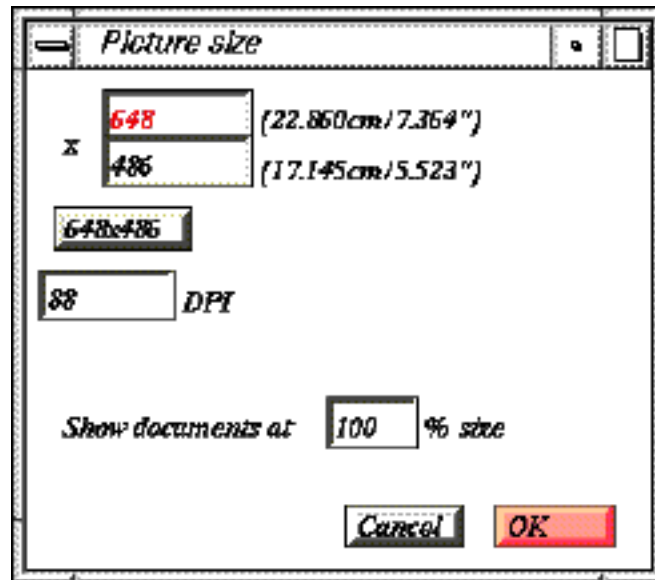 Picture size
648 (22.860cm/7.364")
x
486 (17.145cm/5.523")
648x486
88 DPI
Show documents at 100 % size
Cancel OK